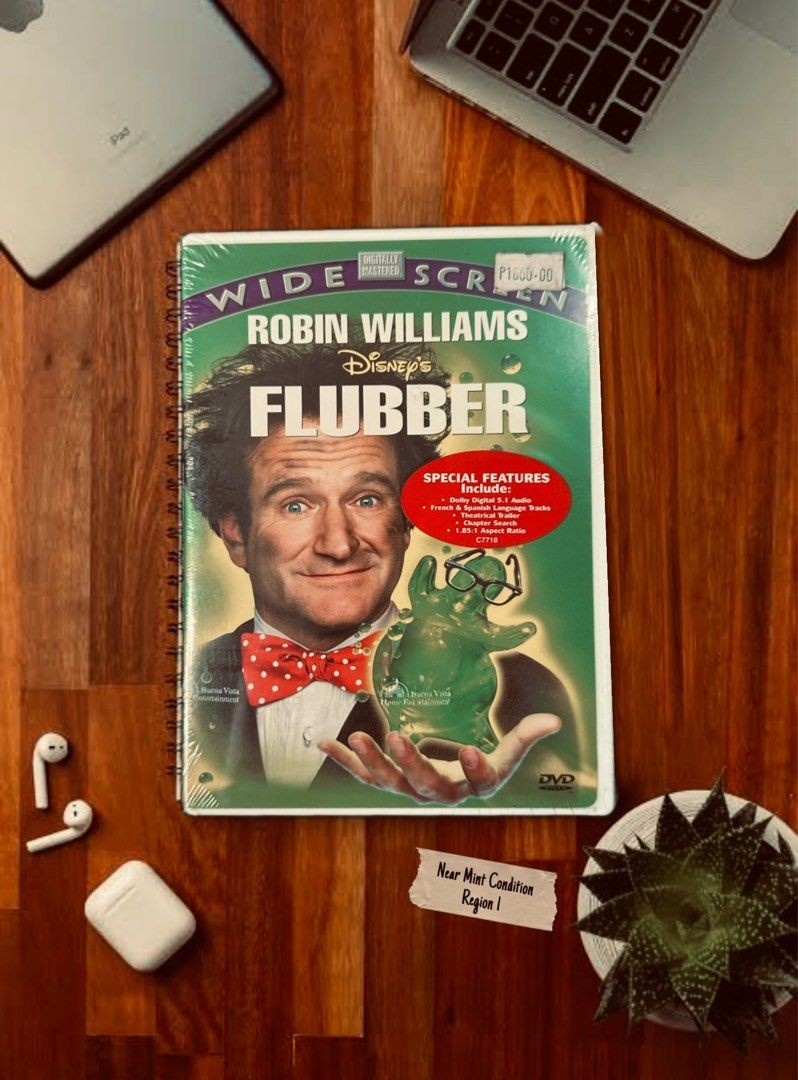 iPad
WIDE SCREEN
DIGITALLY
MASTERED
P1600.00
ROBIN WILLIAMS
Disney's
FLUBBER
SPECIAL FEATURES
Include:
• Dolby Digital 5.1 Audio
• French & Spanish Language Tracks
• Theatrical Trailer
• Chapter Search
• 1.85:1 Aspect Ratio
C7718
Buena Vista
Entertainment
Buena Vista
Home Entertainment
DVD
VIDEO
Near Mint Condition
Region 1